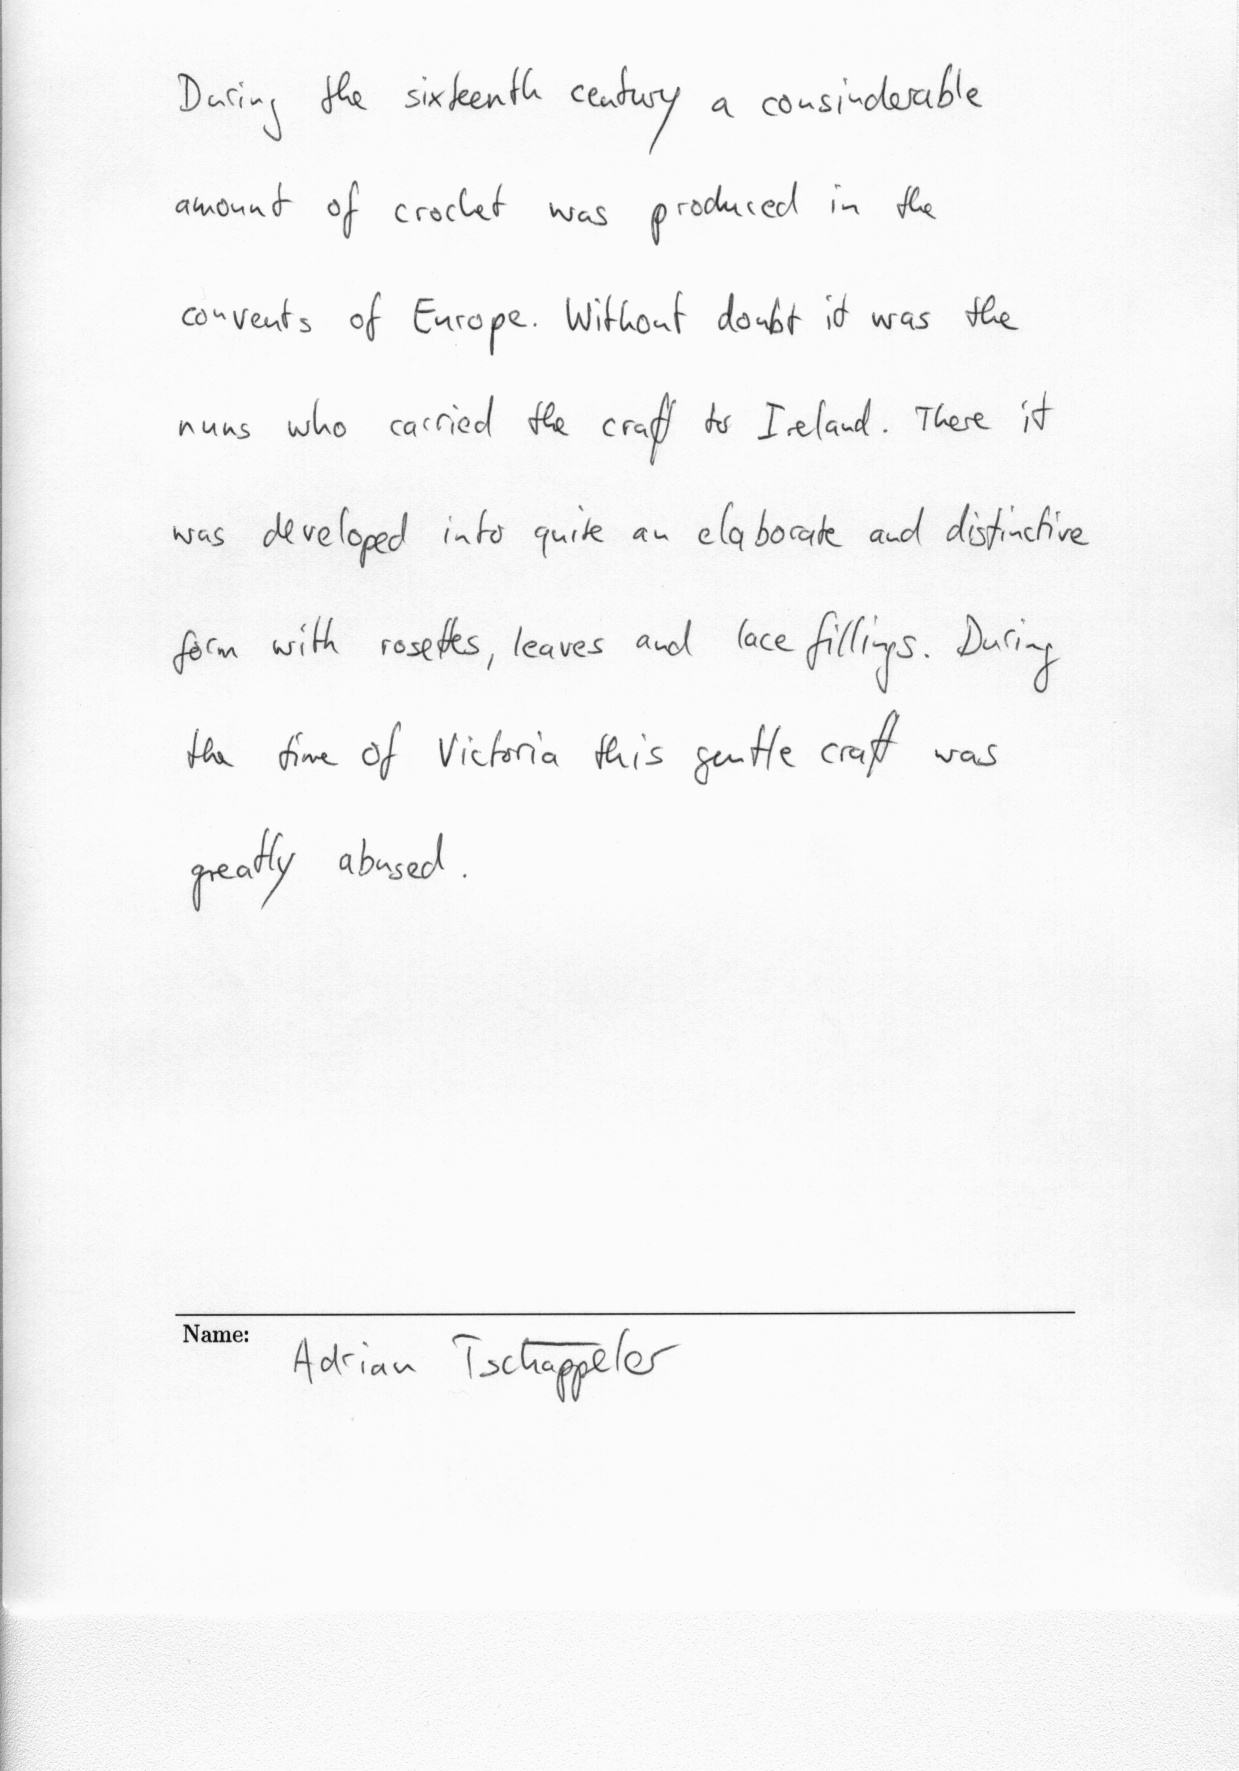 During the sixteenth century a consinderable
amount of crochet was produced in the
convents of Europe. Without doubt it was the
nuns who carried the craft to Ireland. There it
was developed into quite an elaborate and distinctive
form with rosettes, leaves and lace fillings. During
the time of Victoria this gentle craft was
greatly abused.
Name: Adrian Tschappeler